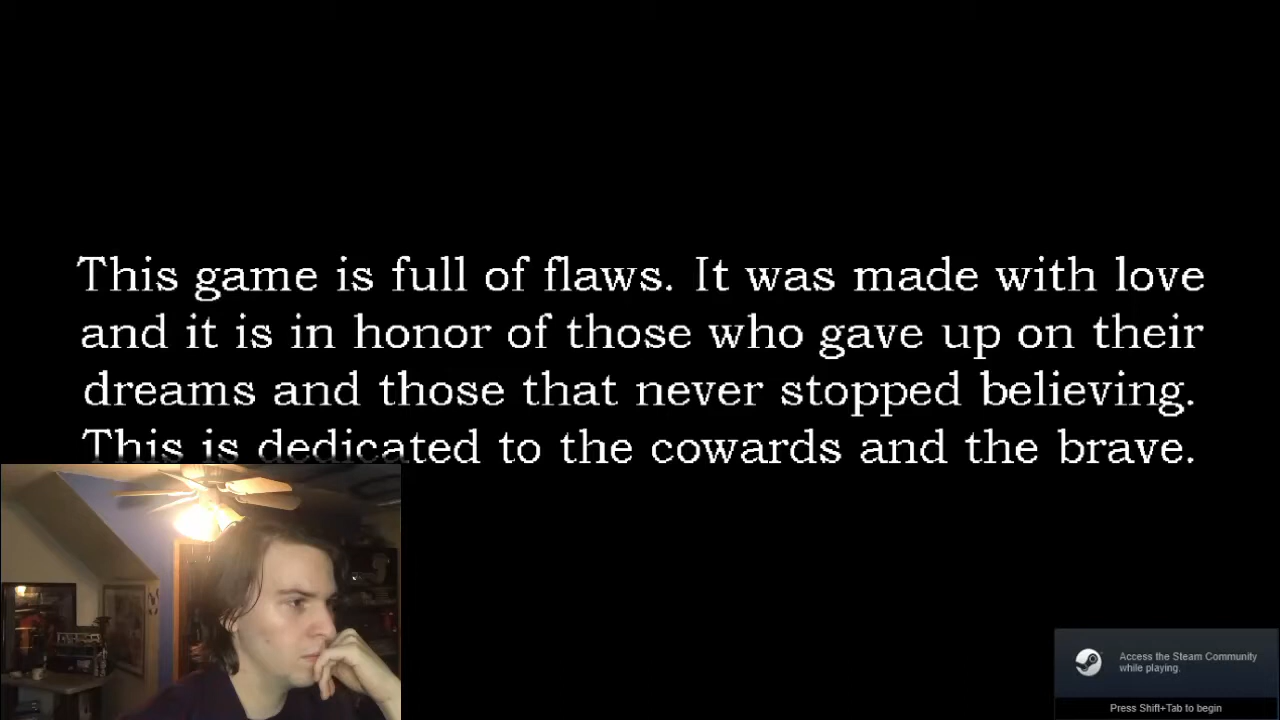 This game is full of flaws. It was made with love
and it is in honor of those who gave up on their
dreams and those that never stopped believing.
This is dedicated to the cowards and the brave.
Access the Steam Community
while playing.
Press Shift+Tab to begin